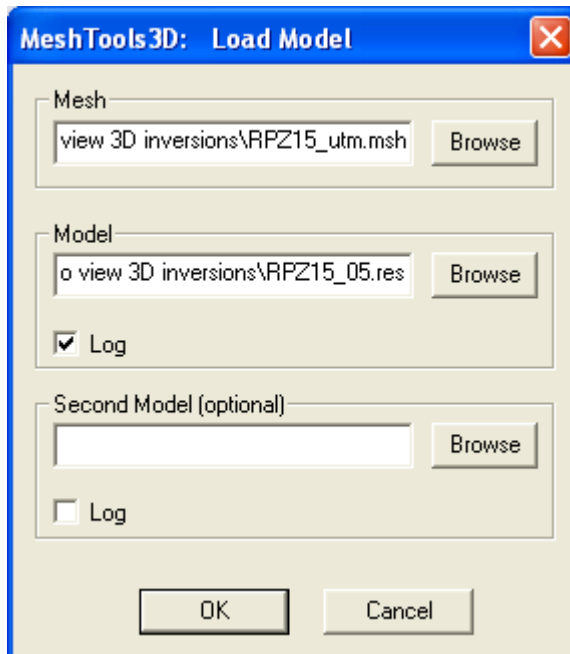 MeshTools3D: Load Model
Mesh
view 3D inversions\RPZ15_utm.msh
Browse
Model
o view 3D inversions\RPZ15_05.res
Browse
Log
Second Model (optional)
Browse
Log
OK
Cancel